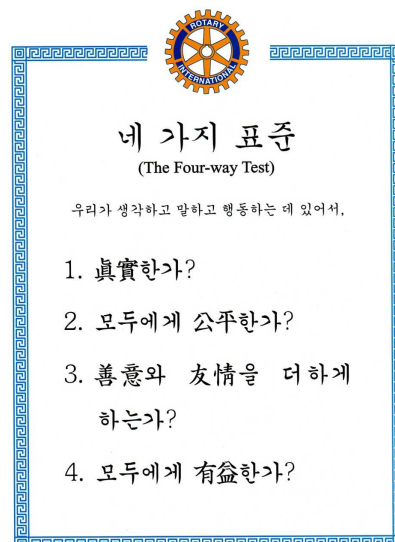 ROTARY
INTERNATIONAL
네 가지 표준
(The Four-way Test)
우리가 생각하고 말하고 행동하는 데 있어서,
1. 眞實한가?
2. 모두에게 公平한가?
3. 善意와 友情을 더하게
하는가?
4. 모두에게 有益한가?